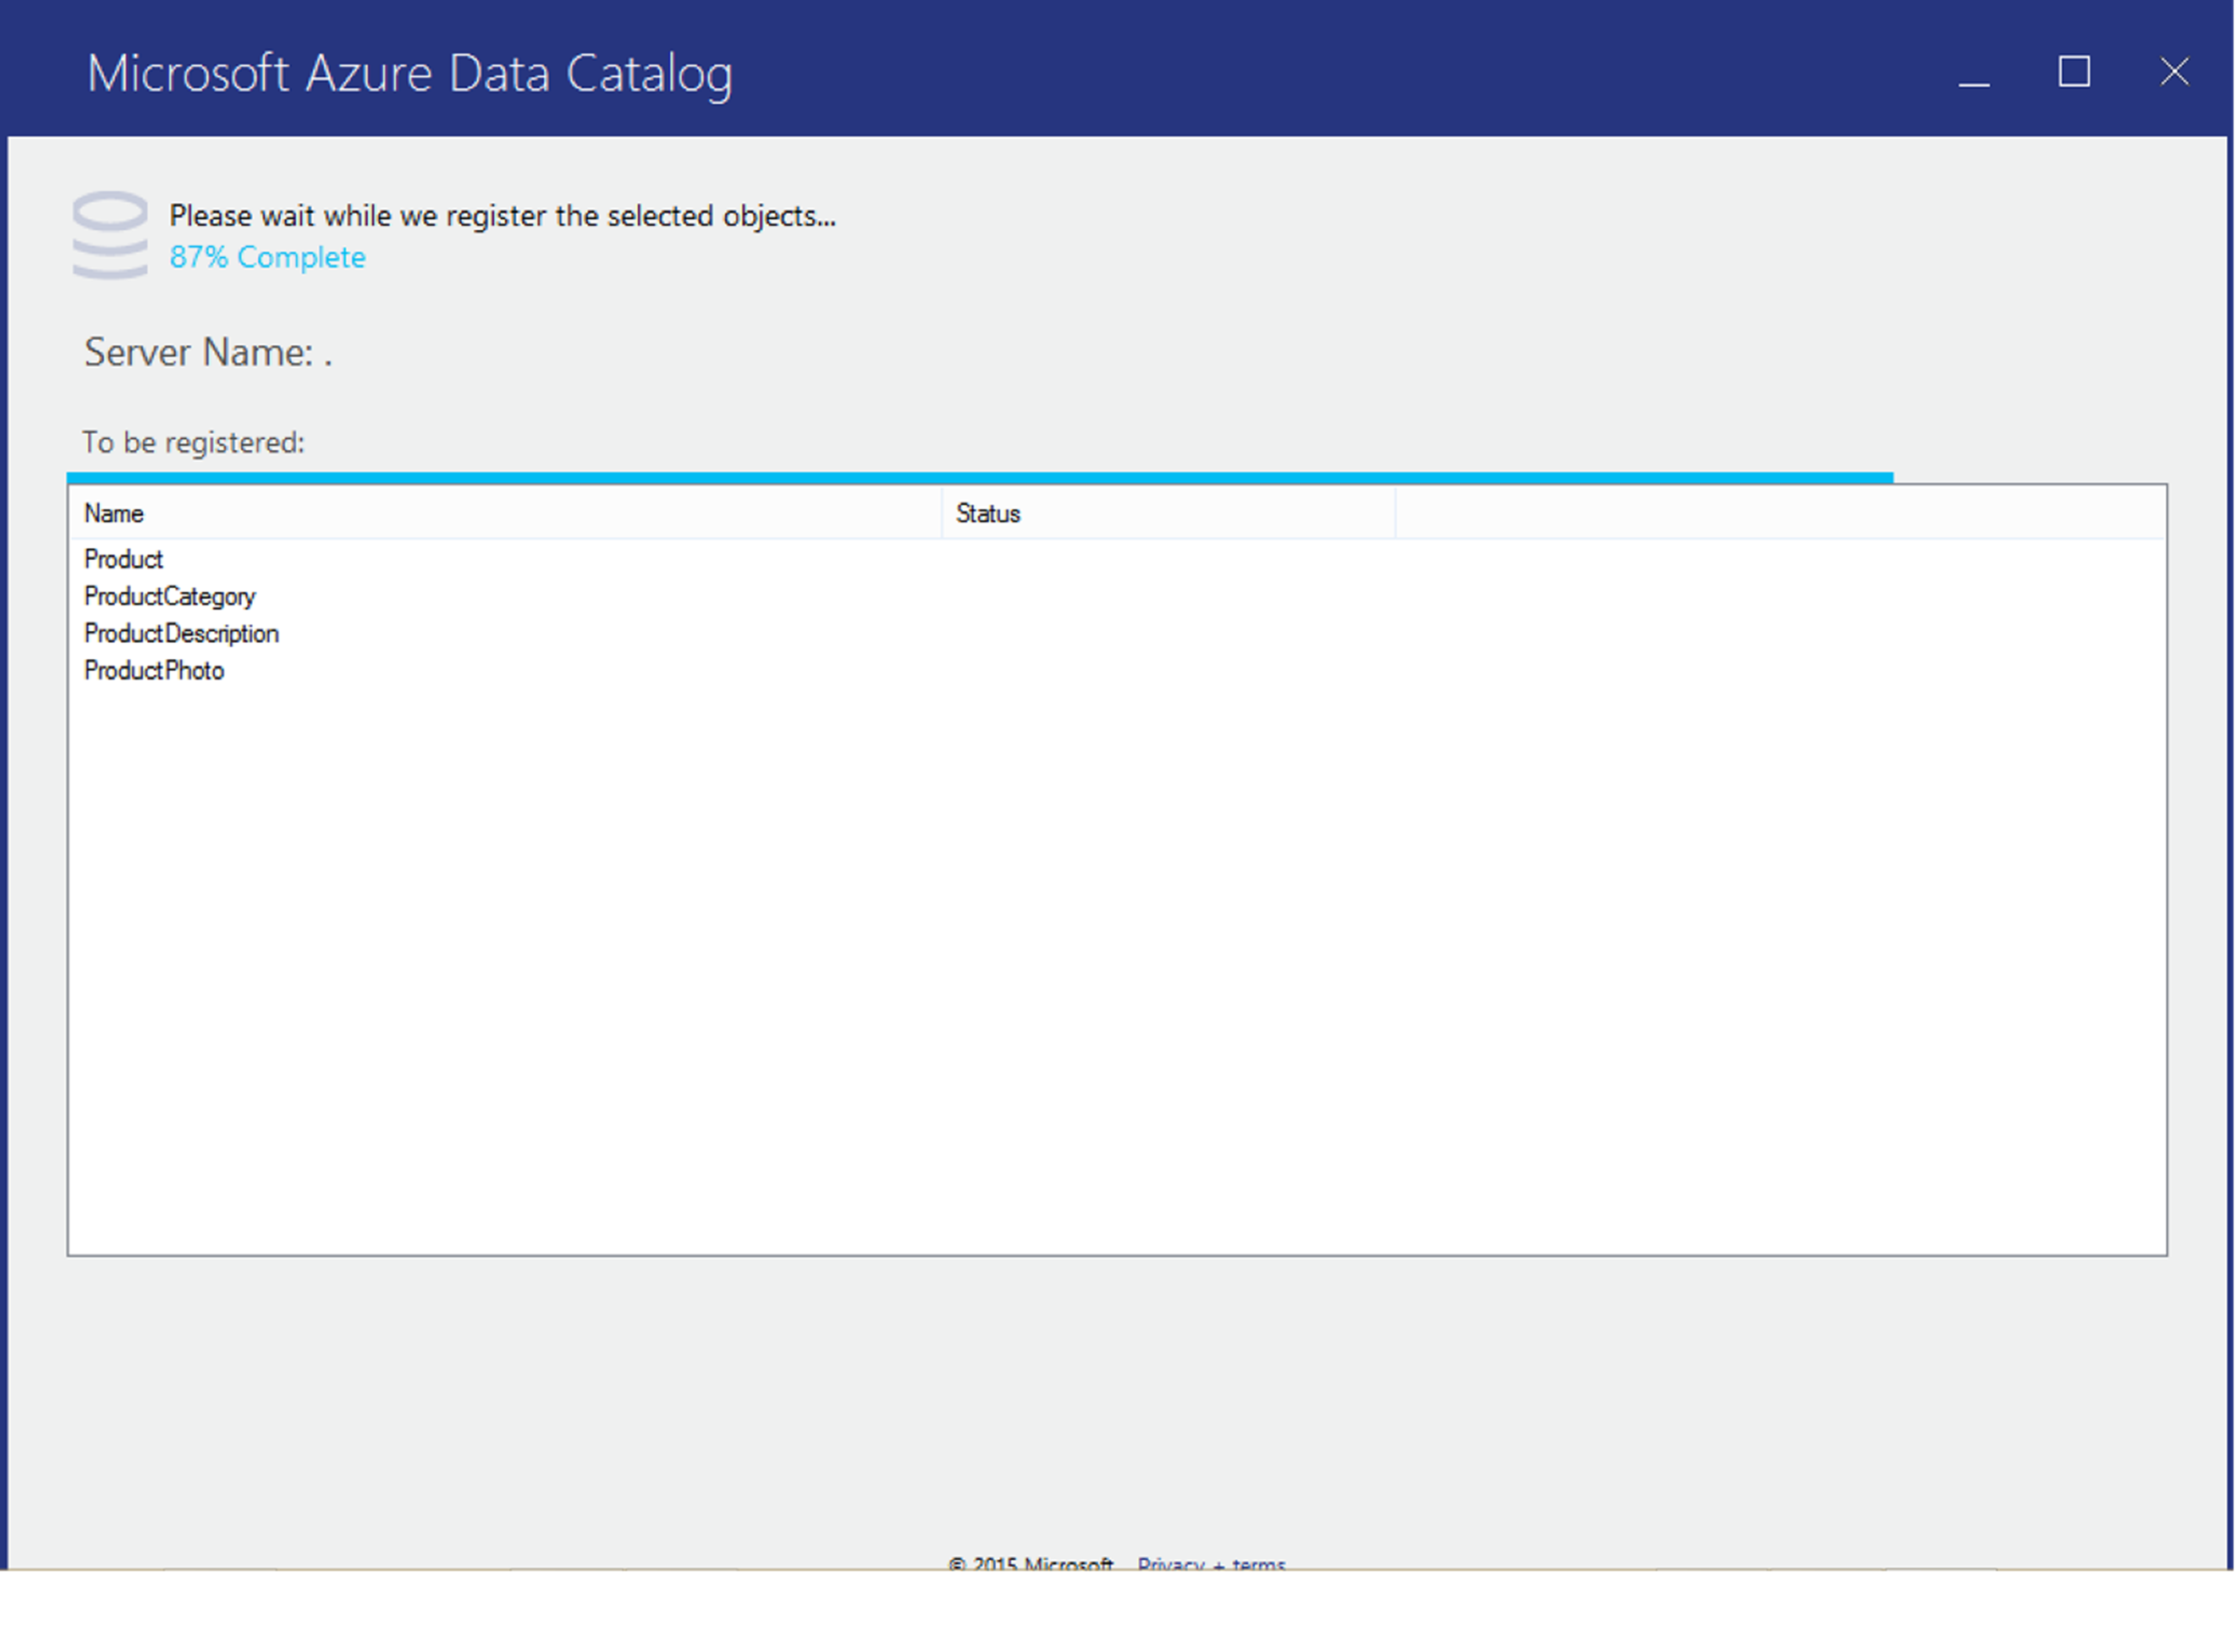 Microsoft Azure Data Catalog
Please wait while we register the selected objects...
87% Complete
Server Name: .
To be registered:
Name Status
Product
ProductCategory
ProductDescription
ProductPhoto
© 2015 Microsoft Privacy + terms